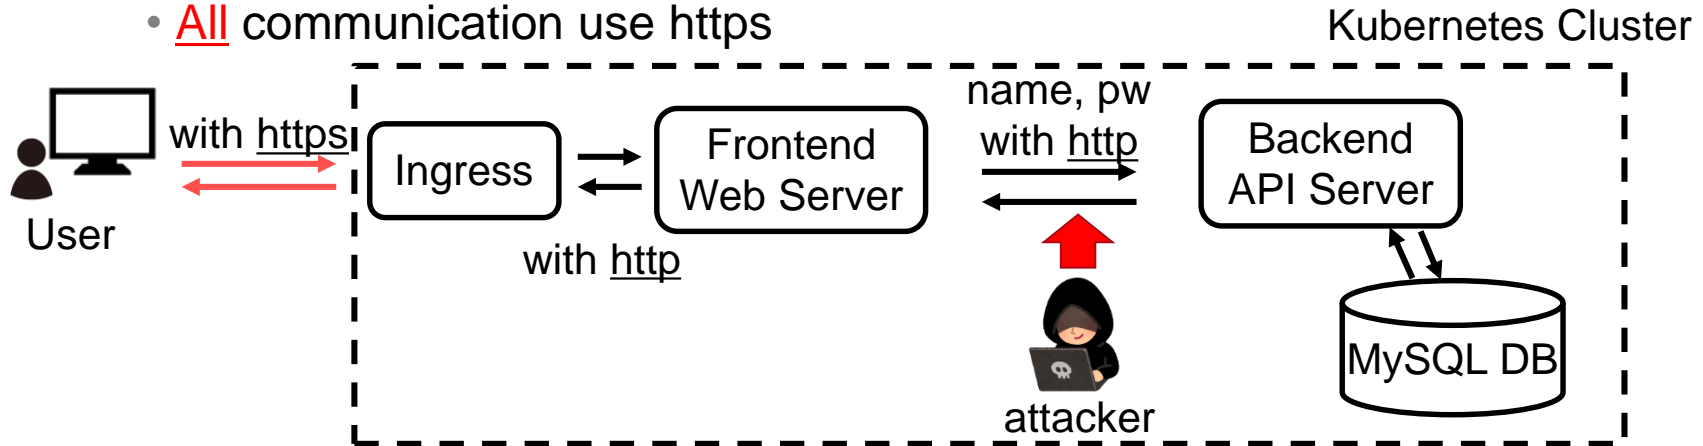 • All communication use https
Kubernetes Cluster
with https
User
Ingress
with http
Frontend
Web Server
name, pw
with http
attacker
Backend
API Server
MySQL DB